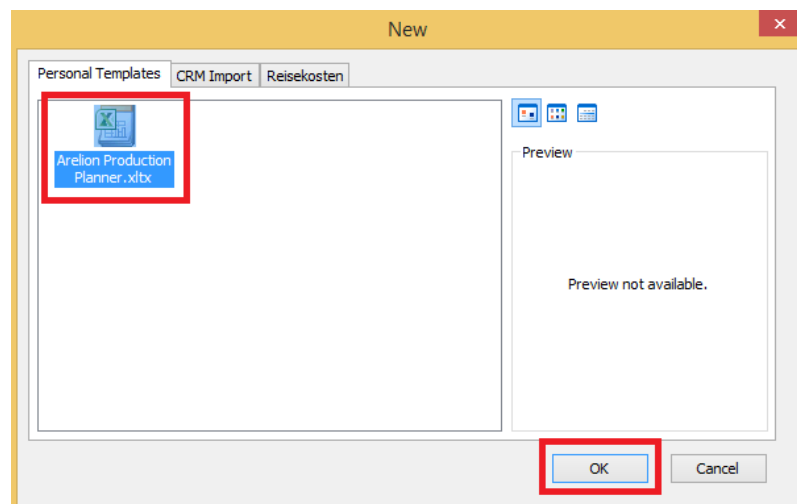 New
Personal Templates
CRM Import
Reisekosten
Arelion Production
Planner.xltx
Preview
Preview not available.
OK
Cancel